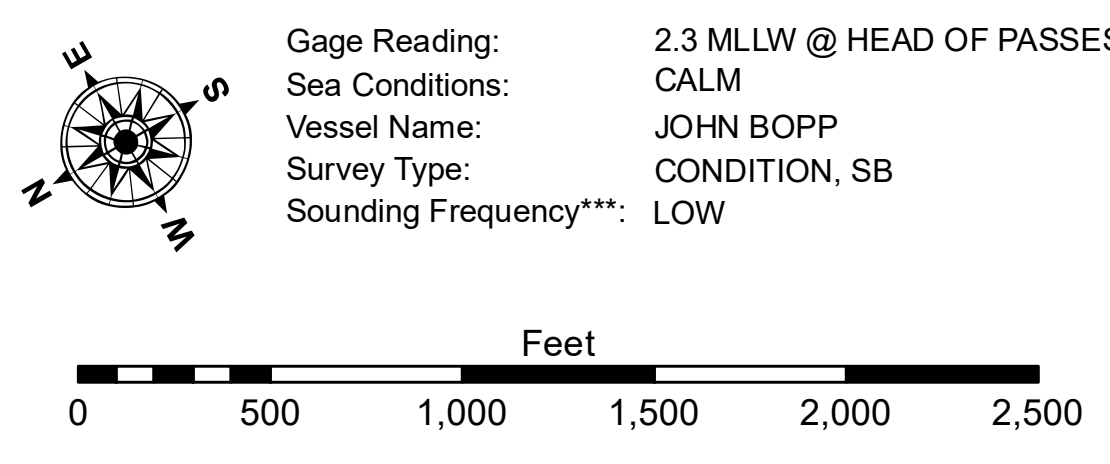 E
S
N
W
Gage Reading: 2.3 MLLW @ HEAD OF PASSES
Sea Conditions: CALM
Vessel Name: JOHN BOPP
Survey Type: CONDITION, SB
Sounding Frequency***: LOW
Feet
0 500 1,000 1,500 2,000 2,500